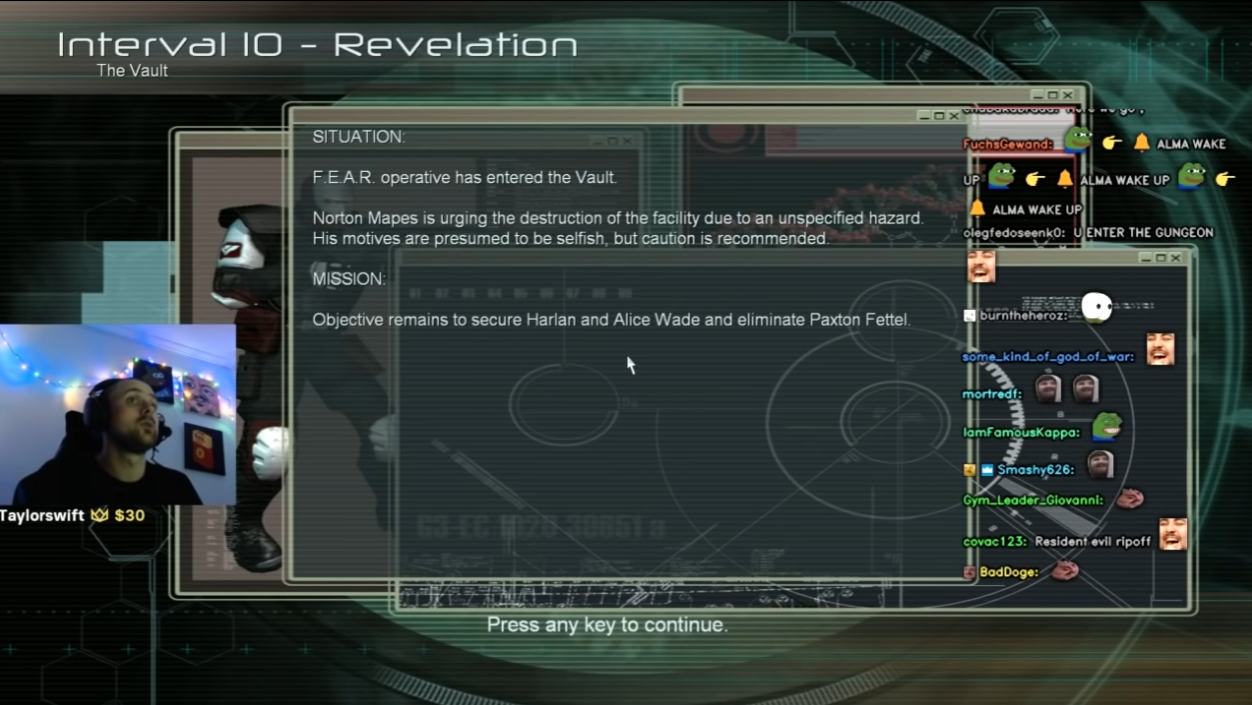 Interval 10 - Revelation
The Vault
SITUATION:
F.E.A.R. operative has entered the Vault.
Norton Mapes is urging the destruction of the facility due to an unspecified hazard.
His motives are presumed to be selfish, but caution is recommended.
MISSION:
Objective remains to secure Harlan and Alice Wade and eliminate Paxton Fettel.
Press any key to continue.
Taylorswift $30
FuchsGewand: ALMA WAKE
UP ALMA WAKE UP
ALMA WAKE UP
olegfedoseenk0: U ENTER THE GUNGEON
burntheheroz:
some_kind_of_god_of_war:
mortredf:
IamFamousKappa:
Smashy626:
Gym_Leader_Giovanni:
covac123: Resident evil ripoff
BadDoge: